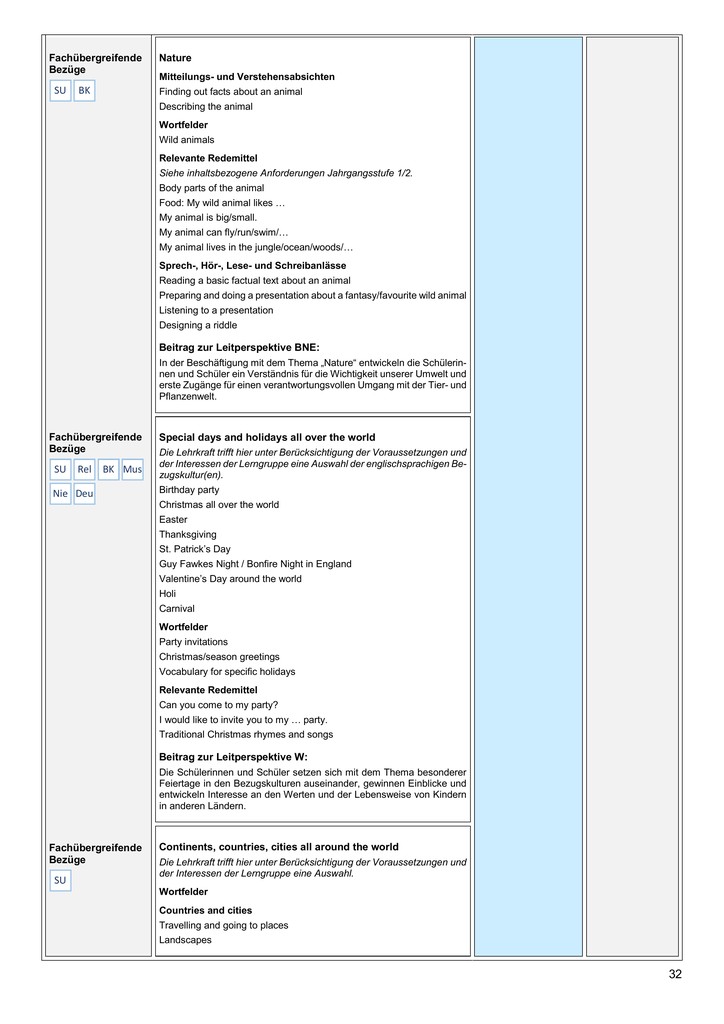 Fachübergreifende
Bezüge
SU BK
Nature
Mitteilungs- und Verstehensabsichten
Finding out facts about an animal
Describing the animal
Wortfelder
Wild animals
Relevante Redemittel
Siehe inhaltsbezogene Anforderungen Jahrgangsstufe 1/2.
Body parts of the animal
Food: My wild animal likes …
My animal is big/small.
My animal can fly/run/swim/…
My animal lives in the jungle/ocean/woods/…
Sprech-, Hör-, Lese- und Schreibanlässe
Reading a basic factual text about an animal
Preparing and doing a presentation about a fantasy/favourite wild animal
Listening to a presentation
Designing a riddle
Beitrag zur Leitperspektive BNE:
In der Beschäftigung mit dem Thema „Nature“ entwickeln die Schülerin-
nen und Schüler ein Verständnis für die Wichtigkeit unserer Umwelt und
erste Zugänge für einen verantwortungsvollen Umgang mit der Tier- und
Pflanzenwelt.
Fachübergreifende
Bezüge
SU Rel BK Mus
Nie Deu
Special days and holidays all over the world
Die Lehrkraft trifft hier unter Berücksichtigung der Voraussetzungen und
der Interessen der Lerngruppe eine Auswahl der englischsprachigen Be-
zugskultur(en).
Birthday party
Christmas all over the world
Easter
Thanksgiving
St. Patrick’s Day
Guy Fawkes Night / Bonfire Night in England
Valentine’s Day around the world
Holi
Carnival
Wortfelder
Party invitations
Christmas/season greetings
Vocabulary for specific holidays
Relevante Redemittel
Can you come to my party?
I would like to invite you to my … party.
Traditional Christmas rhymes and songs
Beitrag zur Leitperspektive W:
Die Schülerinnen und Schüler setzen sich mit dem Thema besonderer
Feiertage in den Bezugskulturen auseinander, gewinnen Einblicke und
entwickeln Interesse an den Werten und der Lebensweise von Kindern
in anderen Ländern.
Fachübergreifende
Bezüge
SU
Continents, countries, cities all around the world
Die Lehrkraft trifft hier unter Berücksichtigung der Voraussetzungen und
der Interessen der Lerngruppe eine Auswahl.
Wortfelder
Countries and cities
Travelling and going to places
Landscapes
32